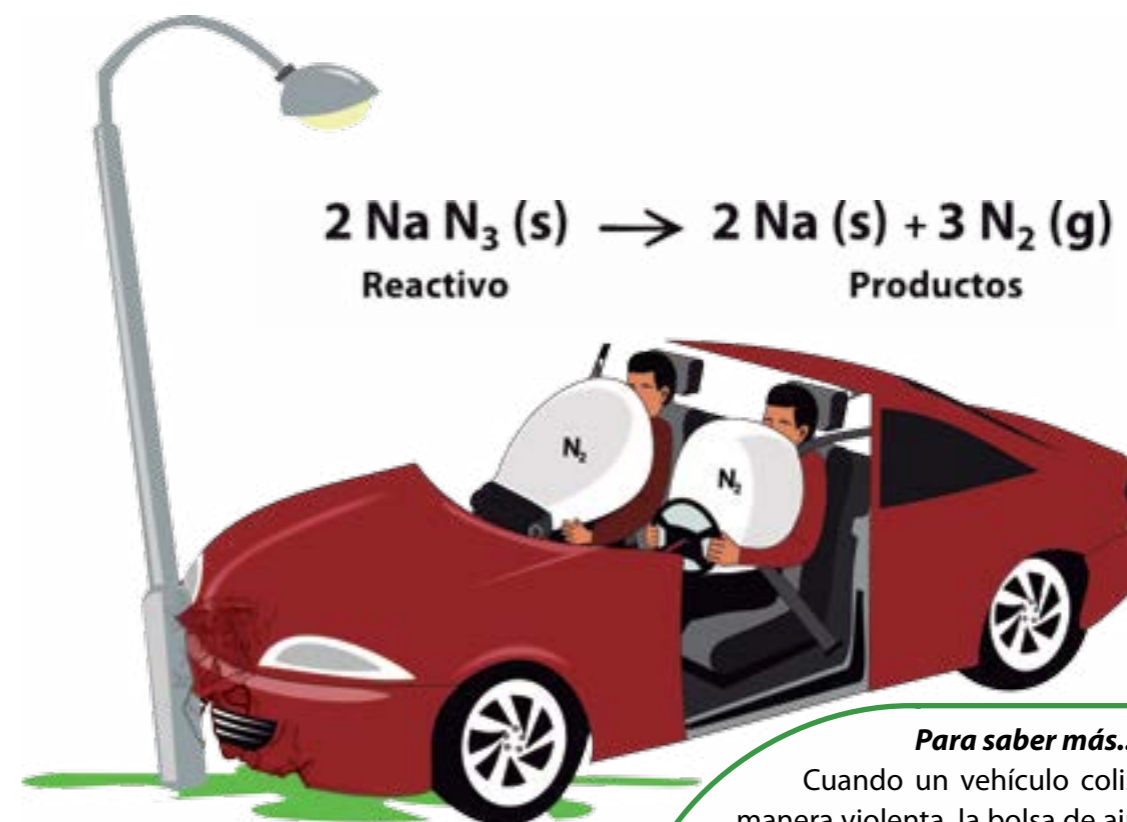 2 Na N₃ (s) → 2 Na (s) + 3 N₂ (g)
Reactivo Productos
N₂
N₂
Para saber más..
Cuando un vehículo coli
manera violenta, la bolsa de ai